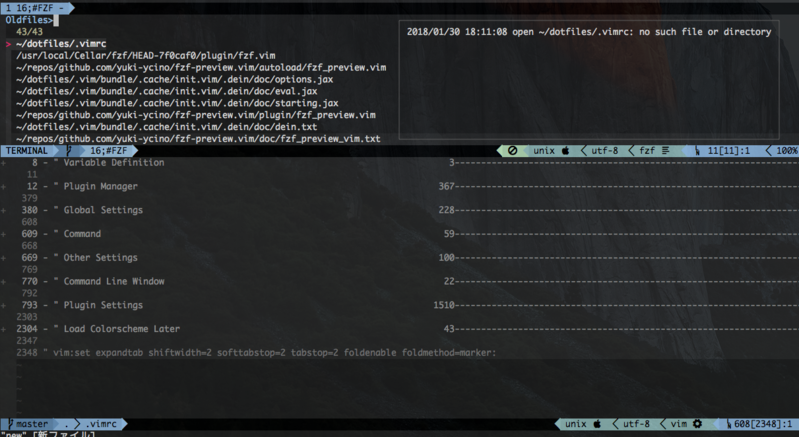 1 16;#FZF -
Oldfiles>
43/43
> ~/dotfiles/.vimrc
/usr/local/Cellar/fzf/HEAD-7f0caf0/plugin/fzf.vim
~/repos/github.com/yuki-ycino/fzf-preview.vim/autoload/fzf_preview.vim
~/dotfiles/.vim/bundle/.cache/init.vim/.dein/doc/options.jax
~/dotfiles/.vim/bundle/.cache/init.vim/.dein/doc/eval.jax
~/dotfiles/.vim/bundle/.cache/init.vim/.dein/doc/starting.jax
~/repos/github.com/yuki-ycino/fzf-preview.vim/plugin/fzf_preview.vim
~/dotfiles/.vim/bundle/.cache/init.vim/.dein/doc/dein.txt
~/repos/github.com/yuki-ycino/fzf-preview.vim/doc/fzf_preview_vim.txt
2018/01/30 18:11:08 open ~/dotfiles/.vimrc: no such file or directory
TERMINAL 16;#FZF unix utf-8 fzf 11[11]:1 100%
+ 8 - " Variable Definition 3------------------------------------------------
11
+ 12 - " Plugin Manager 367------------------------------------------------
379
+ 380 - " Global Settings 228------------------------------------------------
608
+ 609 - " Command 59------------------------------------------------
668
+ 669 - " Other Settings 100------------------------------------------------
769
+ 770 - " Command Line Window 22------------------------------------------------
792
+ 793 - " Plugin Settings 1510------------------------------------------------
2303
+ 2304 - " Load Colorscheme Later 43------------------------------------------------
2347
2348 " vim:set expandtab shiftwidth=2 softtabstop=2 tabstop=2 foldenable foldmethod=marker:
master . .vimrc unix utf-8 vim 608[2348]:1
"new" [新ファイル]